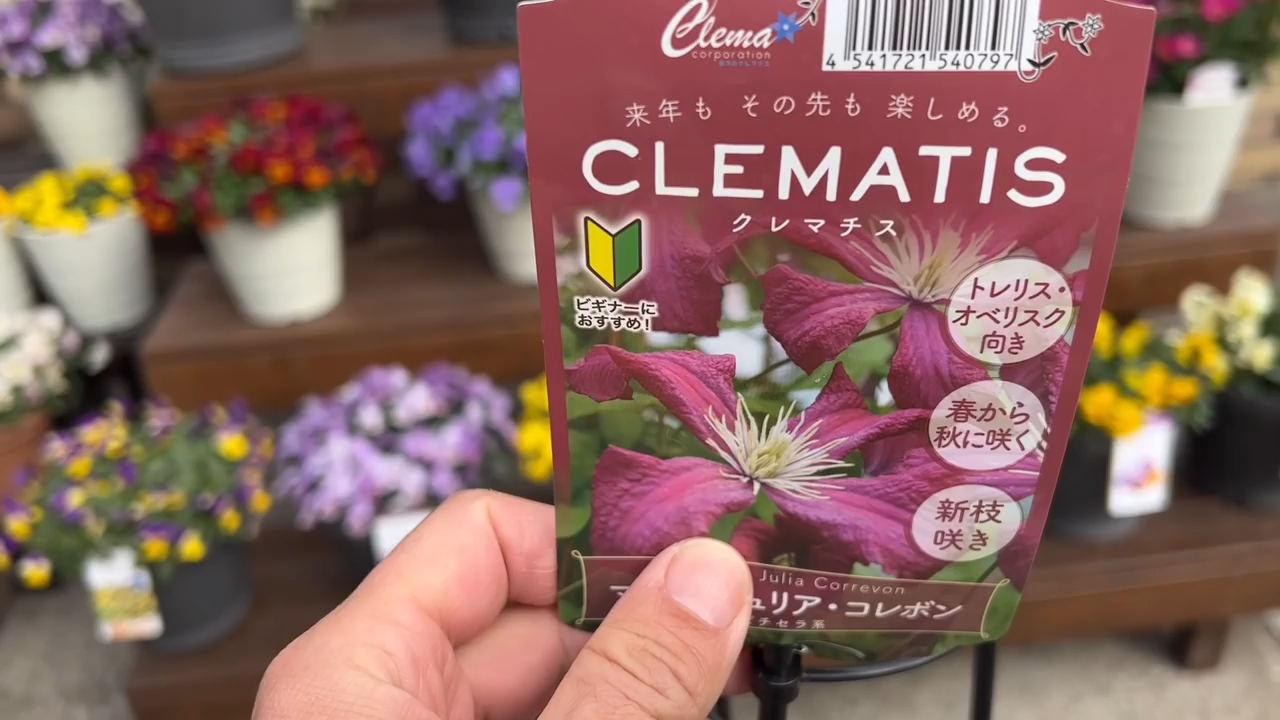 Clema
corporation
4 541721 540797
来年も その先も 楽しめる。
CLEMATIS
クレマチス
ビギナーに
おすすめ!
トレリス・
オベリスク
向き
春から
秋に咲く
新枝
咲き
Julia Correvon
リア・コレボン
チセラ系